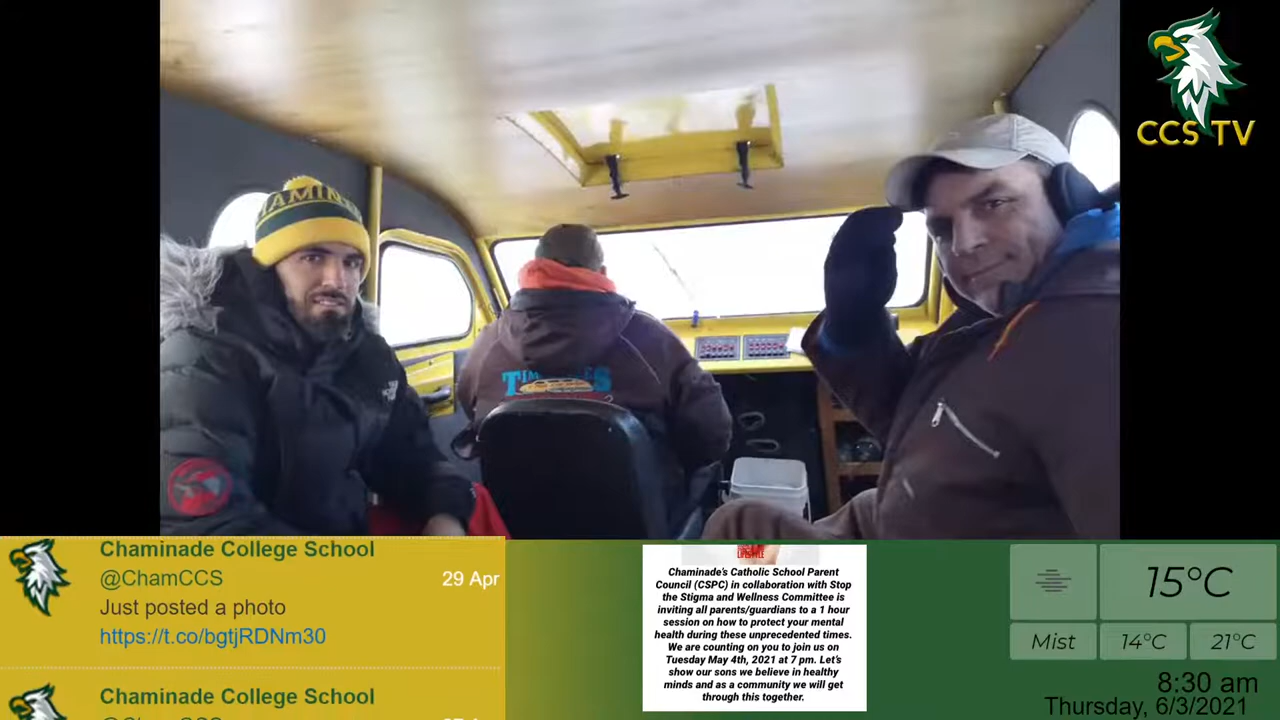 CCS TV
HAMIN
Chaminade College School
@ChamCCS
29 Apr
Just posted a photo
https://t.co/bgtjRDNm30
Chaminade College School
LIFESTYLE
Chaminade's Catholic School Parent
Council (CSPC) in collaboration with Stop
the Stigma and Wellness Committee is
inviting all parents/guardians to a 1 hour
session on how to protect your mental
health during these unprecedented times.
We are counting on you to join us on
Tuesday May 4th, 2021 at 7 pm. Let's
show our sons we believe in healthy
minds and as a community we will get
through this together.
15°C
Mist
14°C
21°C
8:30 am
Thursday, 6/3/2021